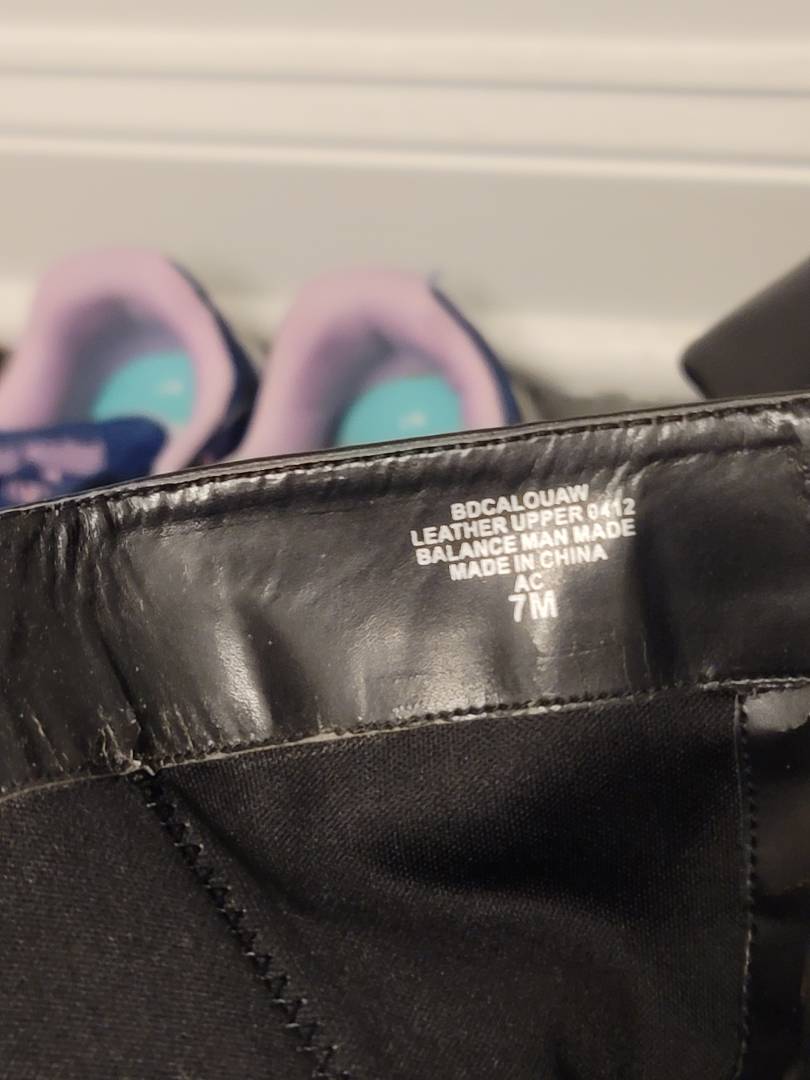 BDCALOUAW
LEATHER UPPER 0412
BALANCE MAN MADE
MADE IN CHINA
AC
7M